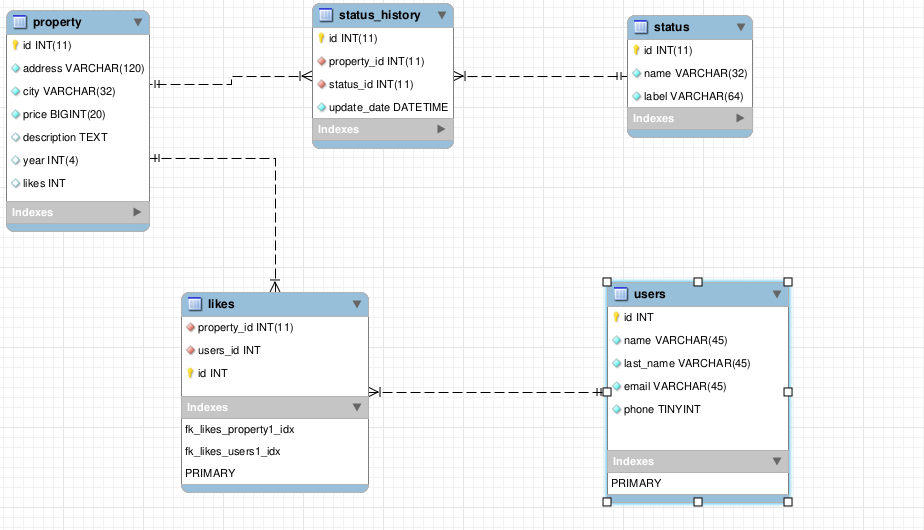 property
id INT(11)
address VARCHAR(120)
city VARCHAR(32)
price BIGINT(20)
description TEXT
year INT(4)
likes INT
Indexes
status_history
id INT(11)
property_id INT(11)
status_id INT(11)
update_date DATETIME
Indexes
status
id INT(11)
name VARCHAR(32)
label VARCHAR(64)
Indexes
likes
property_id INT(11)
users_id INT
id INT
Indexes
fk_likes_property1_idx
fk_likes_users1_idx
PRIMARY
users
id INT
name VARCHAR(45)
last_name VARCHAR(45)
email VARCHAR(45)
phone TINYINT
Indexes
PRIMARY